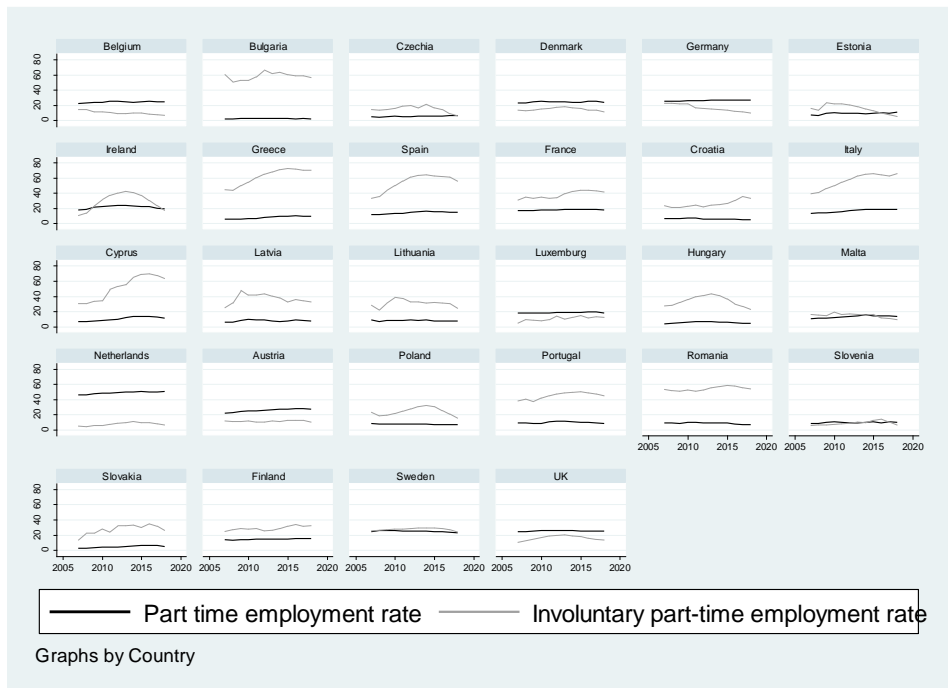 Belgium Bulgaria Czechia Denmark Germany Estonia
80
60
40
20
0
Ireland Greece Spain France Croatia Italy
80
60
40
20
0
Cyprus Latvia Lithuania Luxemburg Hungary Malta
80
60
40
20
0
Netherlands Austria Poland Portugal Romania Slovenia
80
60
40
20
0
2005 2010 2015 2020 2005 2010 2015 2020
Slovakia Finland Sweden UK
80
60
40
20
0
2005 2010 2015 2020 2005 2010 2015 2020 2005 2010 2015 2020 2005 2010 2015 2020
Part time employment rate Involuntary part-time employment rate
Graphs by Country